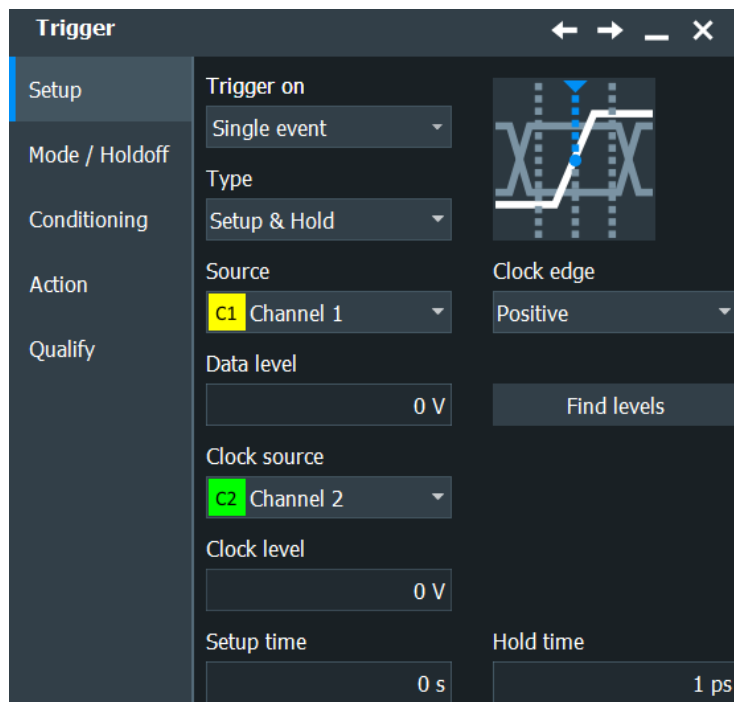 Trigger
Setup
Mode / Holdoff
Conditioning
Action
Qualify
Trigger on
Single event
Type
Setup & Hold
Source
C1 Channel 1
Clock edge
Positive
Data level
0 V
Find levels
Clock source
C2 Channel 2
Clock level
0 V
Setup time
0 s
Hold time
1 ps